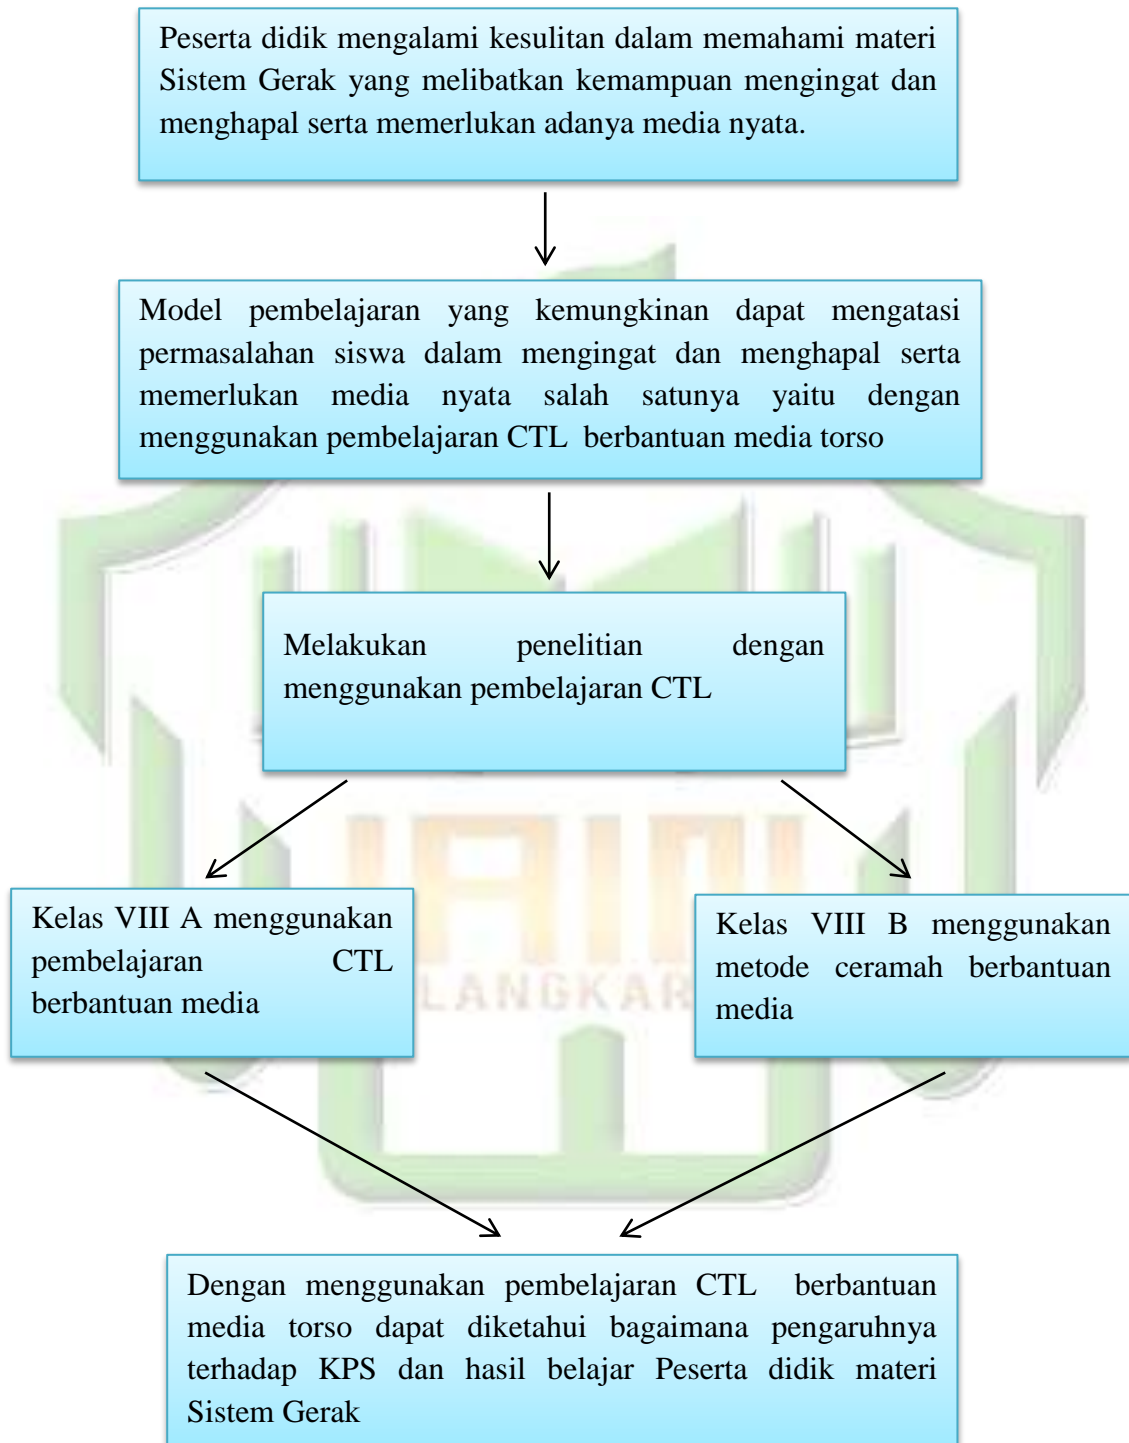 Peserta didik mengalami kesulitan dalam memahami materi
Sistem Gerak yang melibatkan kemampuan mengingat dan
menghapal serta memerlukan adanya media nyata.
Model pembelajaran yang kemungkinan dapat mengatasi
permasalahan siswa dalam mengingat dan menghapal serta
memerlukan media nyata salah satunya yaitu dengan
menggunakan pembelajaran CTL berbantuan media torso
Melakukan penelitian dengan
menggunakan pembelajaran CTL
IAIN
Kelas VIII A menggunakan
pembelajaran CTL
berbantuan media
Kelas VIII B menggunakan
metode ceramah berbantuan
media
LANGKAR
Dengan menggunakan pembelajaran CTL berbantuan
media torso dapat diketahui bagaimana pengaruhnya
terhadap KPS dan hasil belajar Peserta didik materi
Sistem Gerak